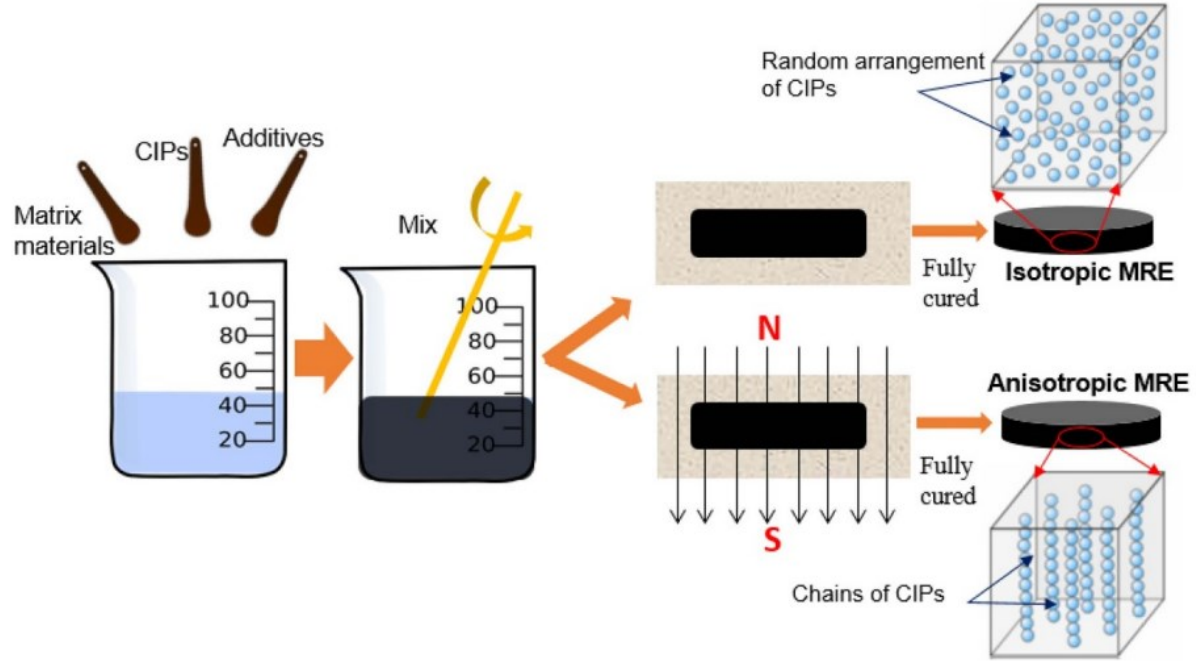 Random arrangement
of CIPs
CIPs
Additives
Matrix
materials
Mix
100
80
60
40
20
100
80
60
40
20
Fully
cured
Isotropic MRE
N
S
Anisotropic MRE
Fully
cured
Chains of CIPs